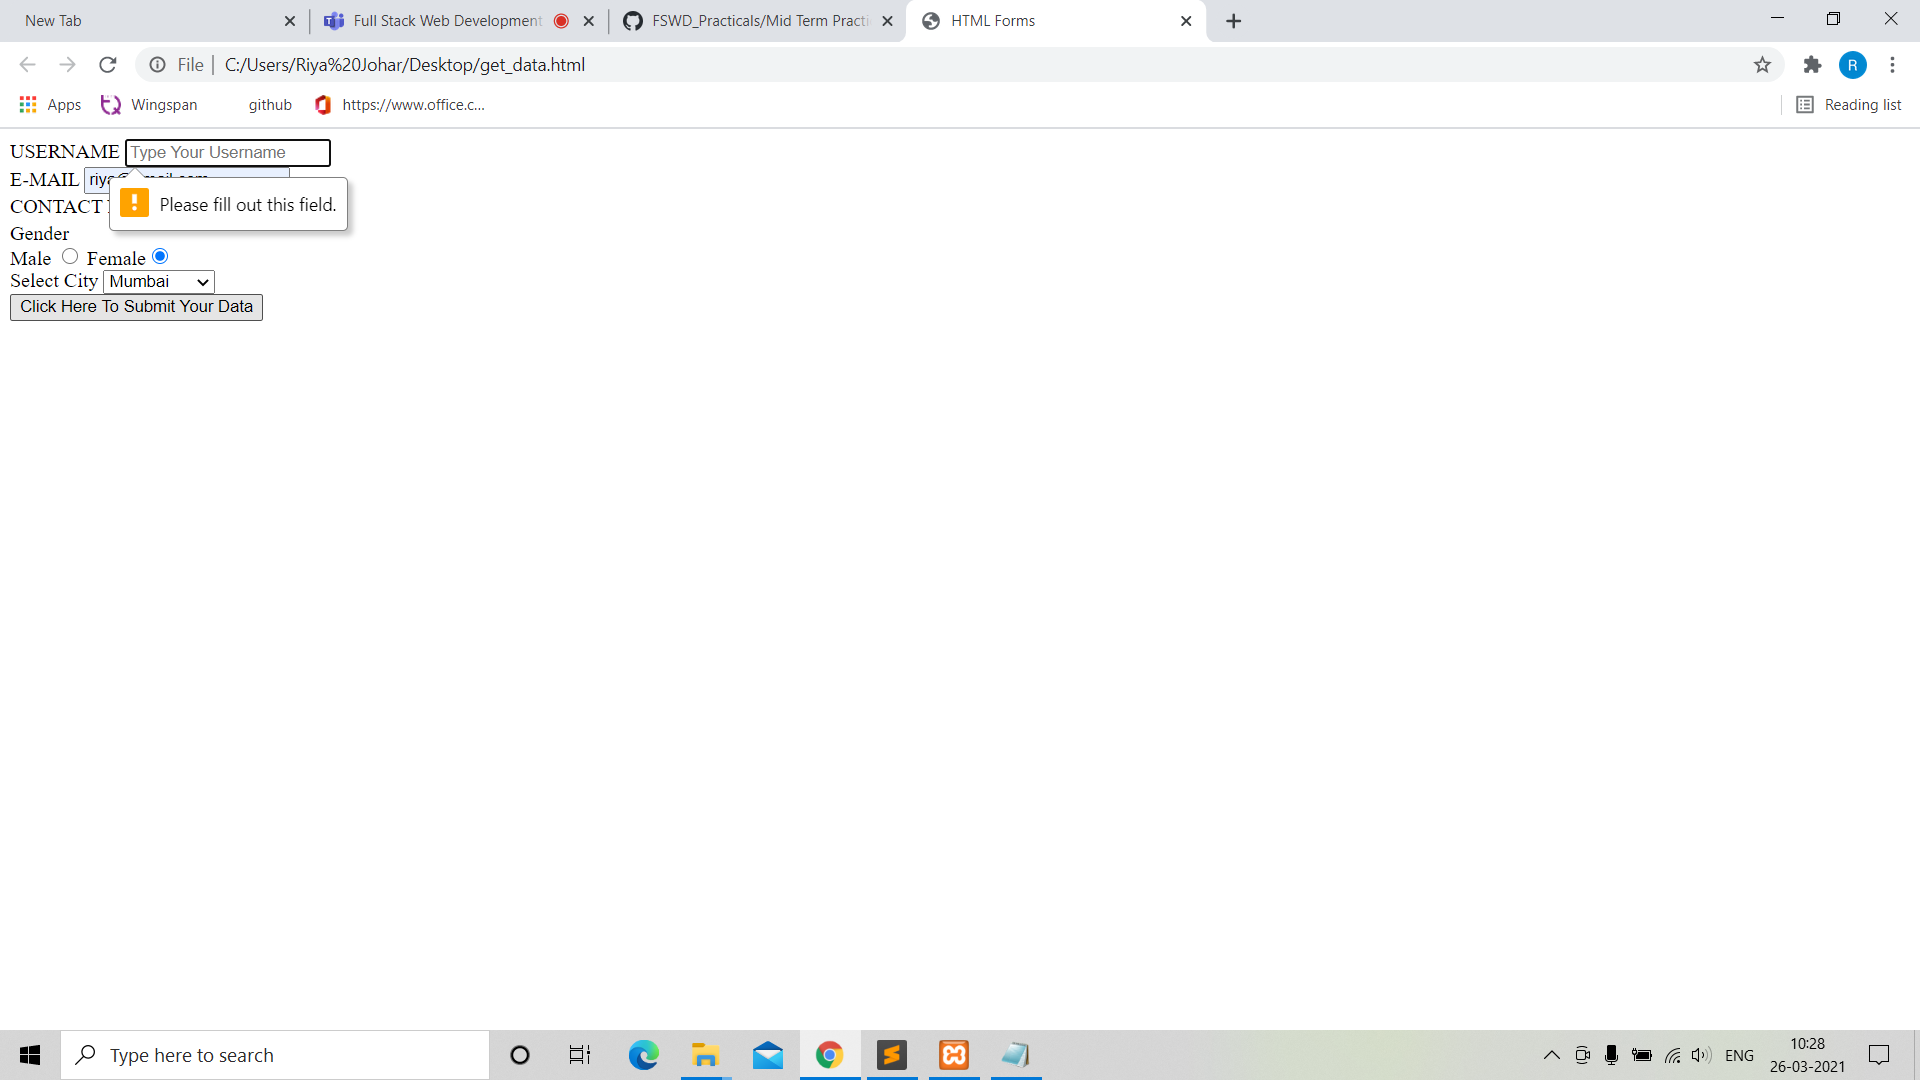 New Tab
Full Stack Web Development
FSWD_Practicals/Mid Term Practi
HTML Forms
File
C:/Users/Riya%20Johar/Desktop/get_data.html
R
Apps
Wingspan
github
https://www.office.c...
Reading list
USERNAME Type Your Username
E-MAIL
CONTACT
Please fill out this field.
Gender
Male Female
Select City Mumbai
Click Here To Submit Your Data
Type here to search
ENG
10:28
26-03-2021